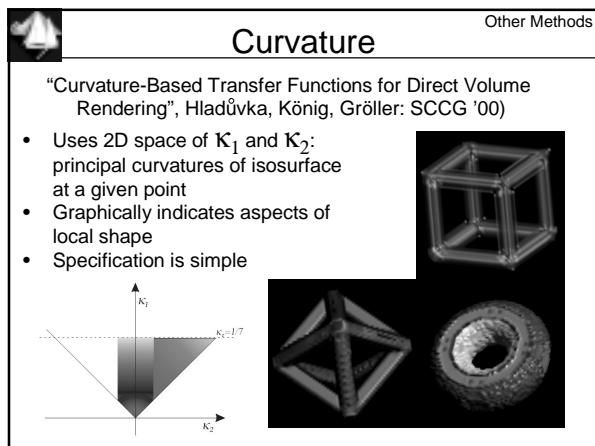 Other Methods
Curvature
“Curvature-Based Transfer Functions for Direct Volume
Rendering”, Hladůvka, König, Gröller: SCCG ’00)
• Uses 2D space of κ₁ and κ₂:
principal curvatures of isosurface
at a given point
• Graphically indicates aspects of
local shape
• Specification is simple
κ₁
κₛ=1/7
κ₂